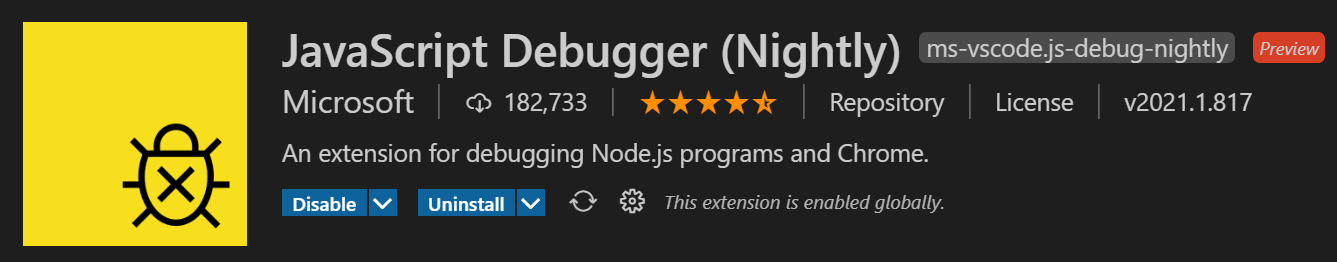 JavaScript Debugger (Nightly) ms-vscode.js-debug-nightly Preview
Microsoft 182,733 Repository License v2021.1.817
An extension for debugging Node.js programs and Chrome.
Disable Uninstall This extension is enabled globally.